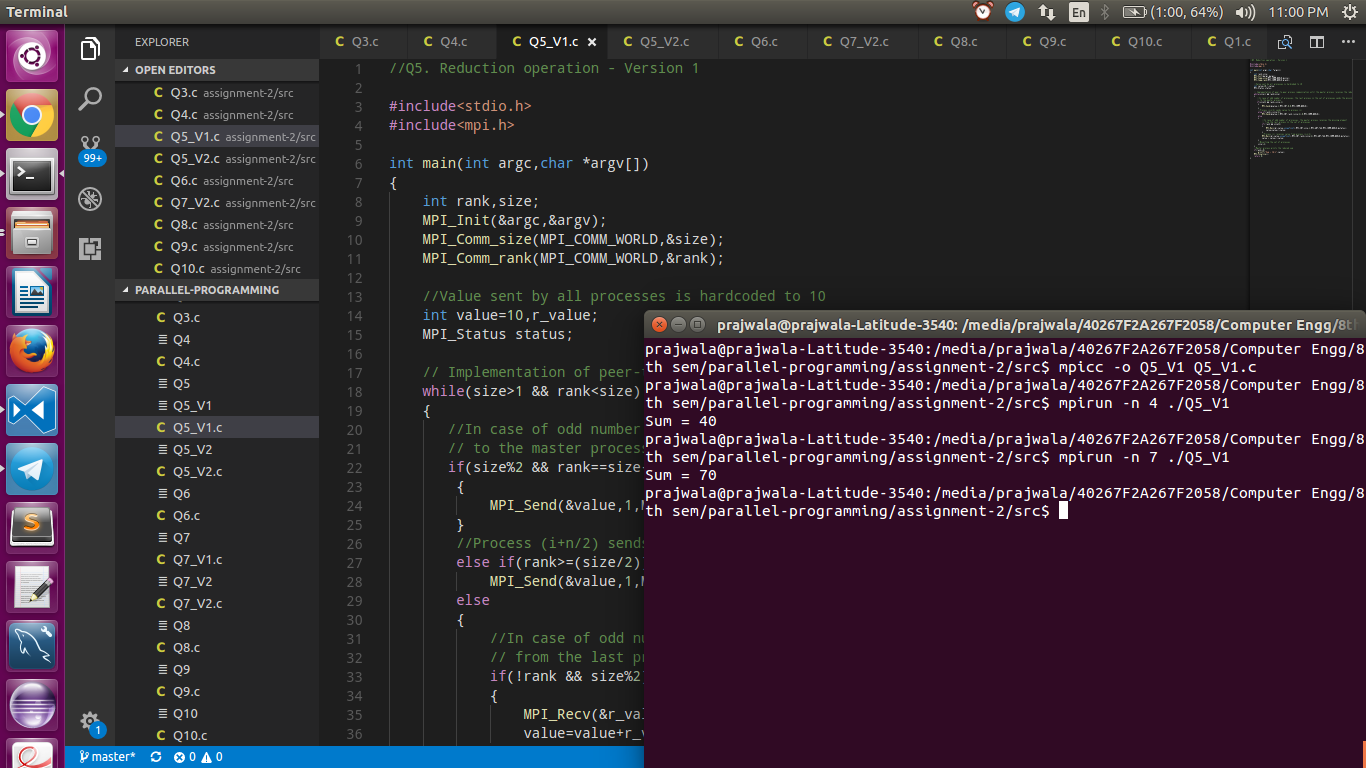 Terminal
En
(1:00, 64%)
11:00 PM
EXPLORER
OPEN EDITORS
Q3.c assignment-2/src
Q4.c assignment-2/src
Q5_V1.c assignment-2/src
Q5_V2.c assignment-2/src
Q6.c assignment-2/src
Q7_V2.c assignment-2/src
Q8.c assignment-2/src
Q9.c assignment-2/src
Q10.c assignment-2/src
PARALLEL-PROGRAMMING
Q3.c
Q4
Q4.c
Q5
Q5_V1
Q5_V1.c
Q5_V2
Q5_V2.c
Q6
Q6.c
Q7
Q7_V1.c
Q7_V2
Q7_V2.c
Q8
Q8.c
Q9
Q9.c
Q10
Q10.c
99+
1
master*
0
0
Q3.c Q4.c Q5_V1.c Q5_V2.c Q6.c Q7_V2.c Q8.c Q9.c Q10.c Q1.c
1 //Q5. Reduction operation - Version 1
2
3 #include<stdio.h>
4 #include<mpi.h>
5
6 int main(int argc,char *argv[])
7 {
8 int rank,size;
9 MPI_Init(&argc,&argv);
10 MPI_Comm_size(MPI_COMM_WORLD,&size);
11 MPI_Comm_rank(MPI_COMM_WORLD,&rank);
12
13 //Value sent by all processes is hardcoded to 10
14 int value=10,r_value;
15 MPI_Status status;
16
17 // Implementation of peer-
18 while(size>1 && rank<size)
19 {
20 //In case of odd number
21 // to the master process
22 if(size%2 && rank==size-
23 {
24 MPI_Send(&value,1,M
25 }
26 //Process (i+n/2) sends
27 else if(rank>=(size/2))
28 MPI_Send(&value,1,M
29 else
30 {
31 //In case of odd nu
32 // from the last pr
33 if(!rank && size%2)
34 {
35 MPI_Recv(&r_val
36 value=value+r_v
prajwala@prajwala-Latitude-3540: /media/prajwala/40267F2A267F2058/Computer Engg/8th
prajwala@prajwala-Latitude-3540:/media/prajwala/40267F2A267F2058/Computer Engg/8
th sem/parallel-programming/assignment-2/src$ mpicc -o Q5_V1 Q5_V1.c
prajwala@prajwala-Latitude-3540:/media/prajwala/40267F2A267F2058/Computer Engg/8
th sem/parallel-programming/assignment-2/src$ mpirun -n 4 ./Q5_V1
Sum = 40
prajwala@prajwala-Latitude-3540:/media/prajwala/40267F2A267F2058/Computer Engg/8
th sem/parallel-programming/assignment-2/src$ mpirun -n 7 ./Q5_V1
Sum = 70
prajwala@prajwala-Latitude-3540:/media/prajwala/40267F2A267F2058/Computer Engg/8
th sem/parallel-programming/assignment-2/src$